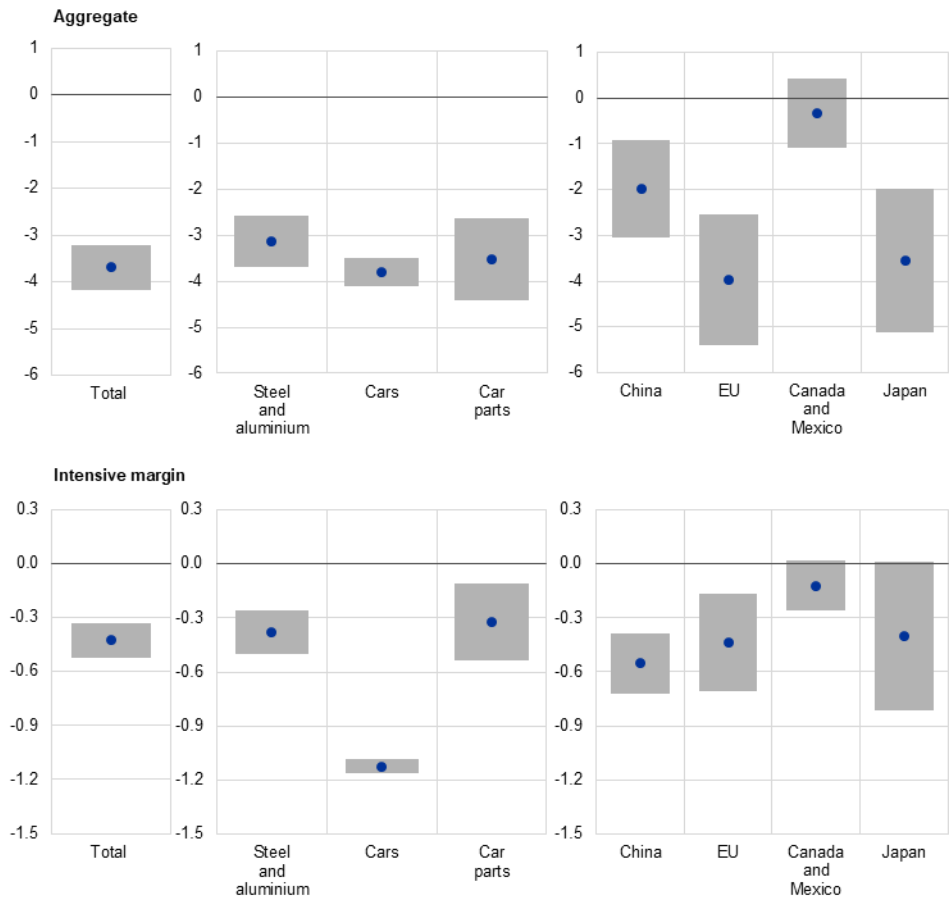 Aggregate
1
0
-1
-2
-3
-4
-5
-6
Total
1
0
-1
-2
-3
-4
-5
-6
Steel
and
aluminium
Cars
Car
parts
1
0
-1
-2
-3
-4
-5
-6
China
EU
Canada
and
Mexico
Japan
Intensive margin
0.3
0.0
-0.3
-0.6
-0.9
-1.2
-1.5
Total
0.3
0.0
-0.3
-0.6
-0.9
-1.2
-1.5
Steel
and
aluminium
Cars
Car
parts
0.3
0.0
-0.3
-0.6
-0.9
-1.2
-1.5
China
EU
Canada
and
Mexico
Japan